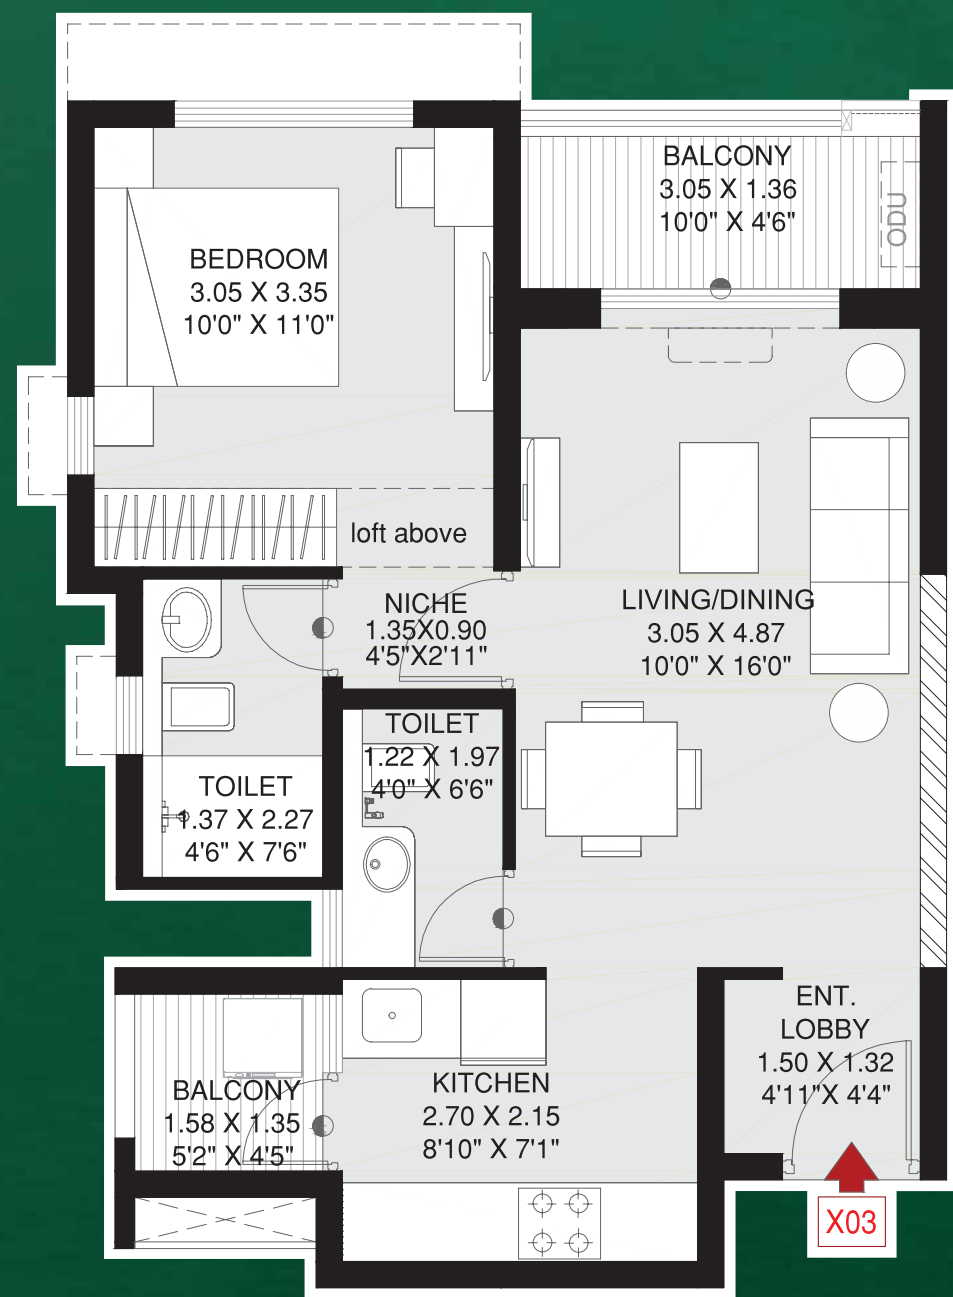 BALCONY
3.05 X 1.36
10'0" X 4'6"
ODU
BEDROOM
3.05 X 3.35
10'0" X 11'0"
loft above
NICHE
1.35X0.90
4'5"X2'11"
LIVING/DINING
3.05 X 4.87
10'0" X 16'0"
TOILET
1.22 X 1.97
4'0" X 6'6"
TOILET
1.37 X 2.27
4'6" X 7'6"
ENT.
LOBBY
1.50 X 1.32
4'11"X 4'4"
BALCONY
1.58 X 1.35
5'2" X 4'5"
KITCHEN
2.70 X 2.15
8'10" X 7'1"
X03